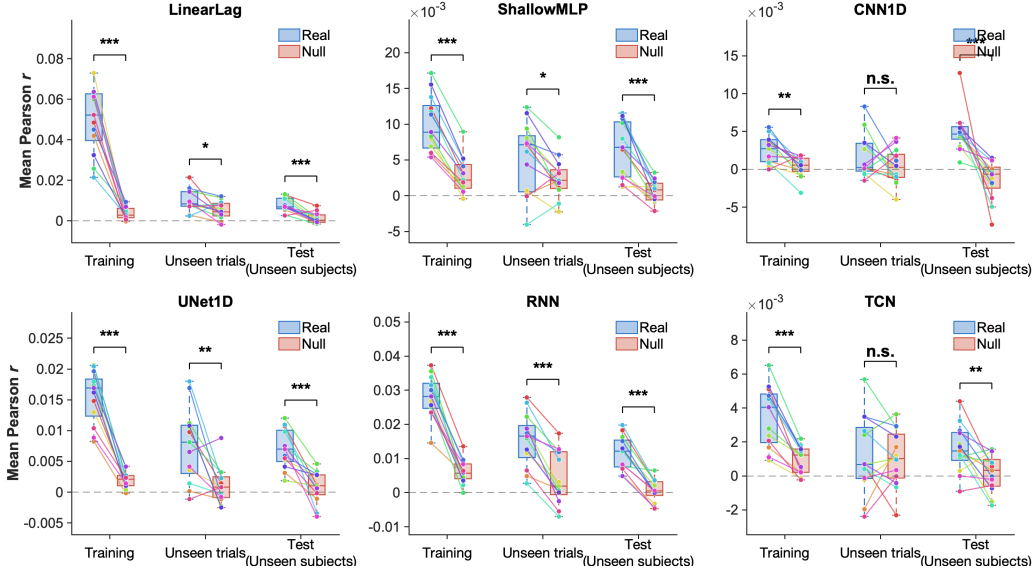 LinearLag
Mean Pearson r
0.08
0.06
0.04
0.02
0
***
*
***
Real
Null
Training
Unseen trials
Test
(Unseen subjects)
ShallowMLP
×10⁻³
20
15
10
5
0
-5
***
*
***
Real
Null
Training
Unseen trials
Test
(Unseen subjects)
CNN1D
×10⁻³
15
10
5
0
-5
**
n.s.
***
Real
Null
Training
Unseen trials
Test
(Unseen subjects)
UNet1D
Mean Pearson r
0.025
0.02
0.015
0.01
0.005
0
-0.005
***
**
***
Real
Null
Training
Unseen trials
Test
(Unseen subjects)
RNN
0.05
0.04
0.03
0.02
0.01
0
-0.01
***
***
***
Real
Null
Training
Unseen trials
Test
(Unseen subjects)
TCN
×10⁻³
8
6
4
2
0
-2
***
n.s.
**
Real
Null
Training
Unseen trials
Test
(Unseen subjects)